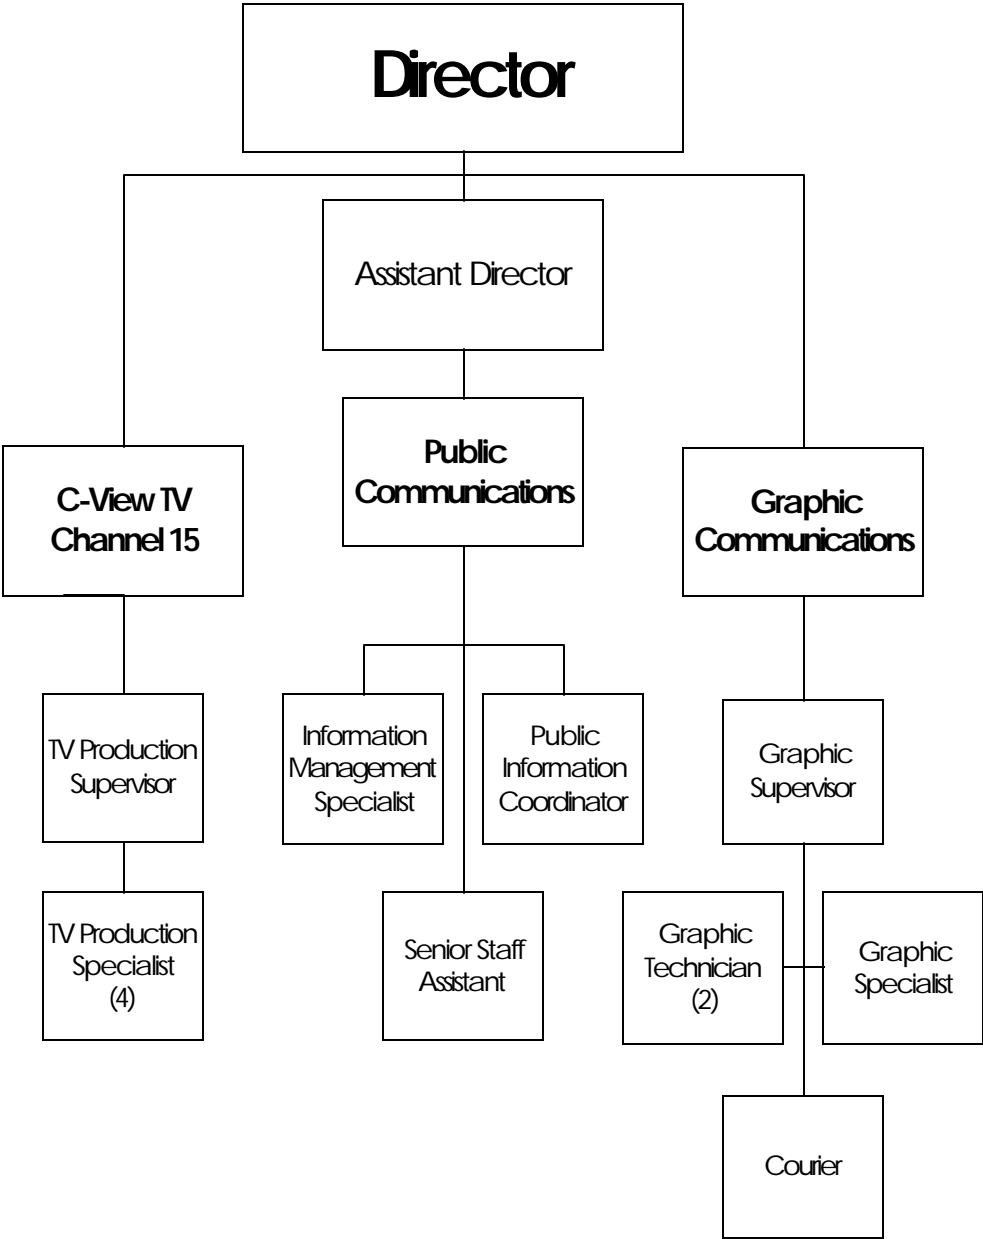 Director
Assistant Director
Public
Communications
C-View TV
Channel 15
Graphic
Communications
TV Production
Supervisor
Information
Management
Specialist
Public
Information
Coordinator
Graphic
Supervisor
TV Production
Specialist
(4)
Senior Staff
Assistant
Graphic
Technician
(2)
Graphic
Specialist
Courier